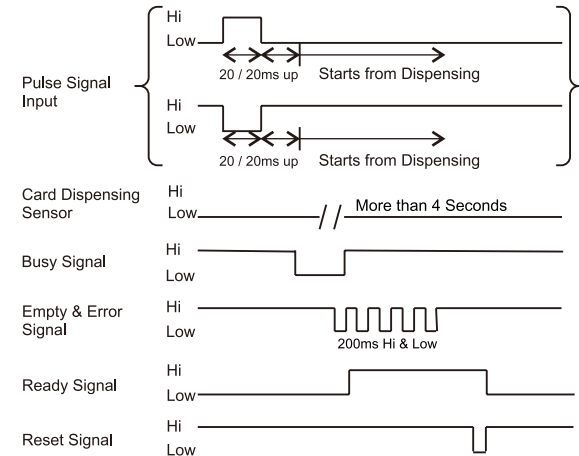 Hi
Low
20 / 20ms up Starts from Dispensing
Pulse Signal
Input
Hi
Low
20 / 20ms up Starts from Dispensing
Card Dispensing
Sensor
Hi
Low
More than 4 Seconds
Busy Signal
Hi
Low
Empty & Error
Signal
Hi
Low
200ms Hi & Low
Ready Signal
Hi
Low
Reset Signal
Hi
Low